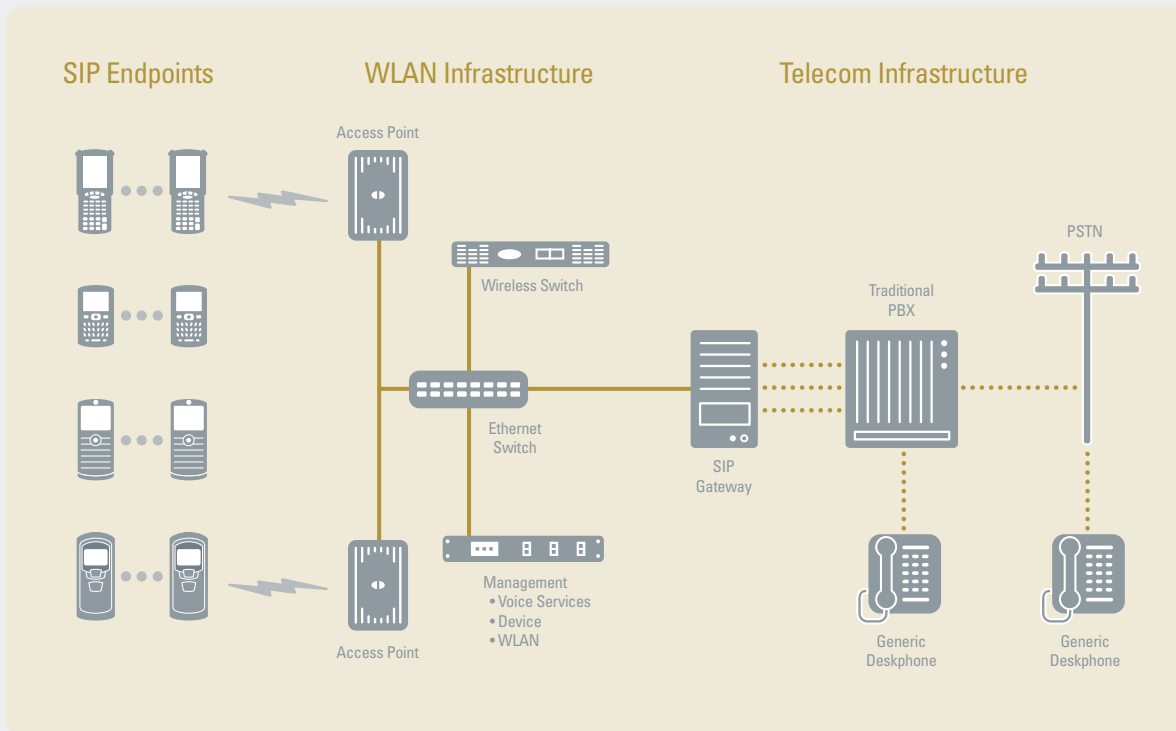 SIP Endpoints
WLAN Infrastructure
Telecom Infrastructure
Access Point
Wireless Switch
Ethernet
Switch
Management
• Voice Services
• Device
• WLAN
Access Point
SIP
Gateway
Traditional
PBX
PSTN
Generic
Deskphone
Generic
Deskphone